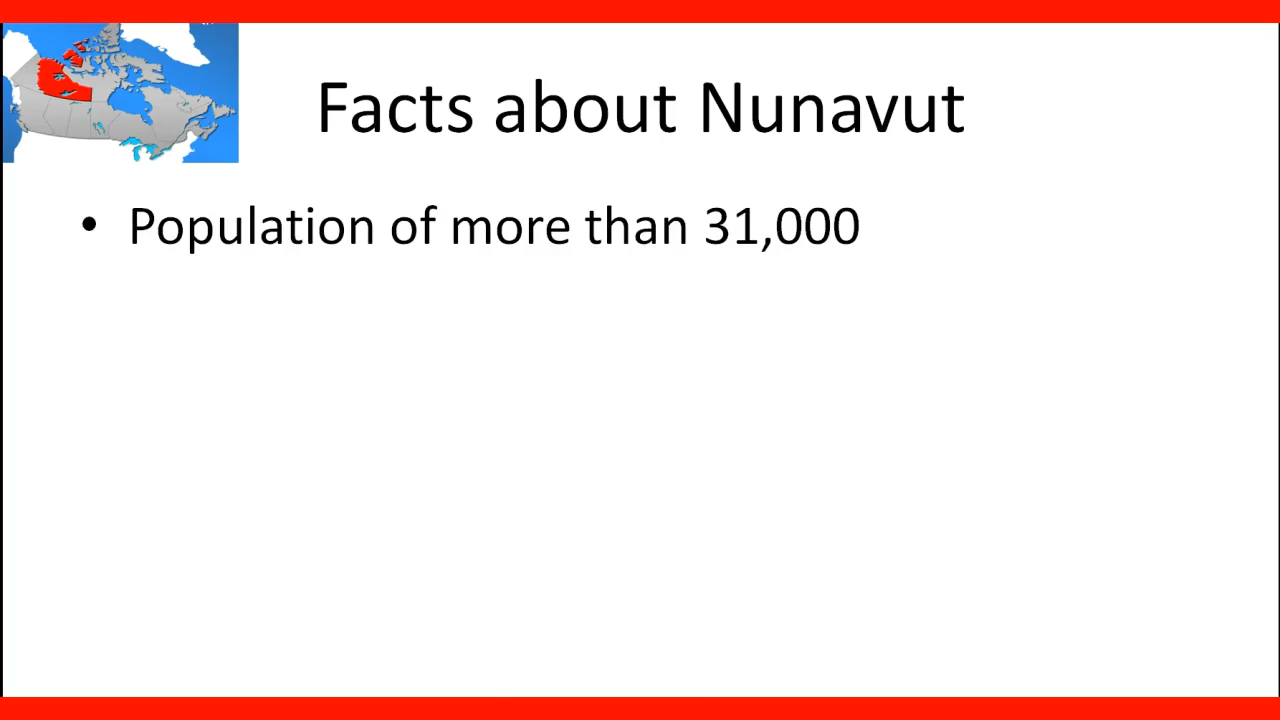 Facts about Nunavut
• Population of more than 31,000